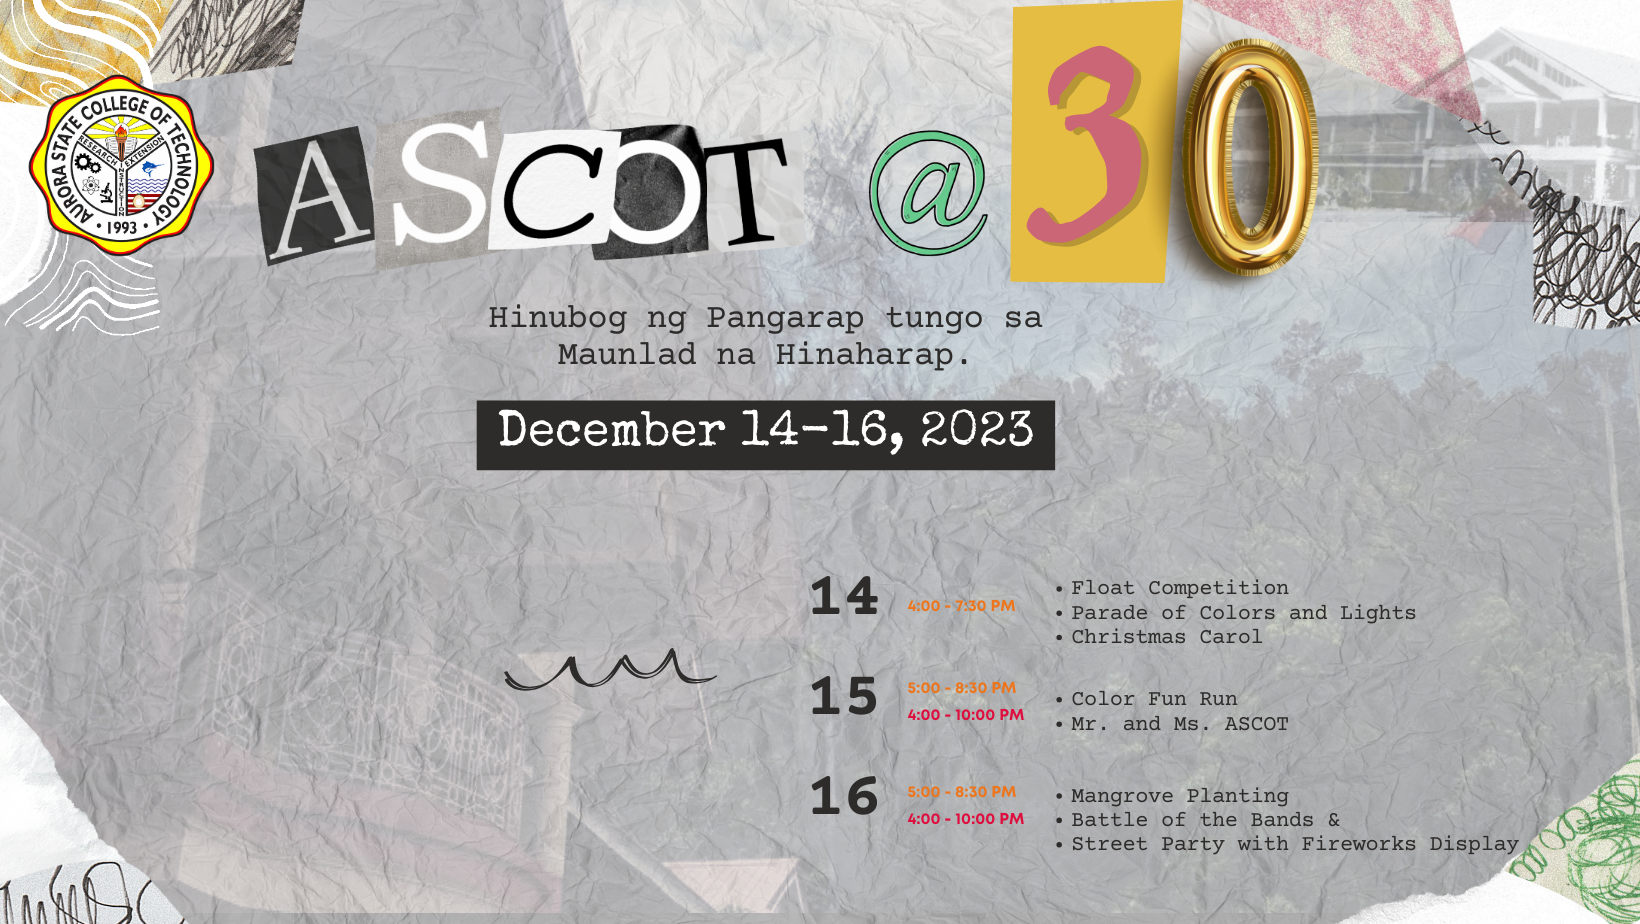 AURORA STATE COLLEGE OF TECHNOLOGY
RESEARCH
EXTENSION
INSTRUCTION
• 1993 •
ASCOT @ 30
Hinubog ng Pangarap tungo sa
Maunlad na Hinaharap.
December 14-16, 2023
14
4:00 - 7:30 PM
• Float Competition
• Parade of Colors and Lights
• Christmas Carol
15
5:00 - 8:30 PM
4:00 - 10:00 PM
• Color Fun Run
• Mr. and Ms. ASCOT
16
5:00 - 8:30 PM
4:00 - 10:00 PM
• Mangrove Planting
• Battle of the Bands &
• Street Party with Fireworks Display